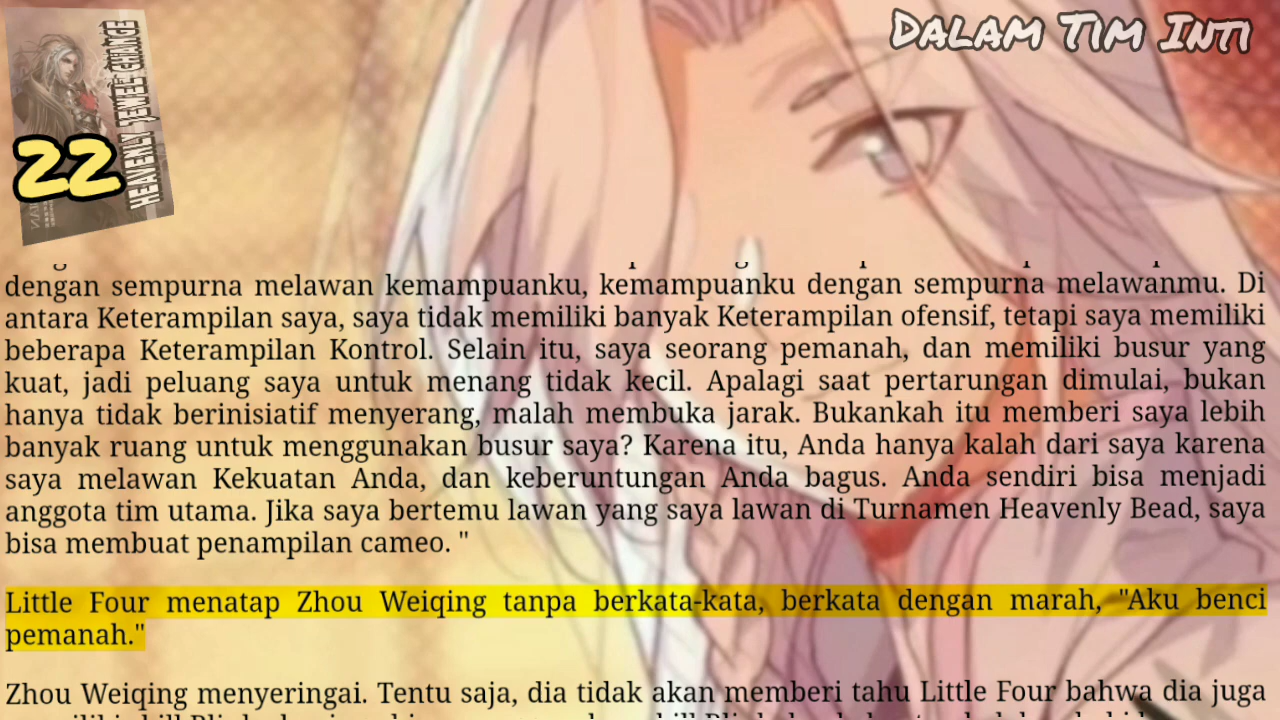 DALAM TIM INTI
HEAVENLY JEWEL CHANGE
22
dengan sempurna melawan kemampuanku, kemampuanku dengan sempurna melawanmu. Di
antara Keterampilan saya, saya tidak memiliki banyak Keterampilan ofensif, tetapi saya memiliki
beberapa Keterampilan Kontrol. Selain itu, saya seorang pemanah, dan memiliki busur yang
kuat, jadi peluang saya untuk menang tidak kecil. Apalagi saat pertarungan dimulai, bukan
hanya tidak berinisiatif menyerang, malah membuka jarak. Bukankah itu memberi saya lebih
banyak ruang untuk menggunakan busur saya? Karena itu, Anda hanya kalah dari saya karena
saya melawan Kekuatan Anda, dan keberuntungan Anda bagus. Anda sendiri bisa menjadi
anggota tim utama. Jika saya bertemu lawan yang saya lawan di Turnamen Heavenly Bead, saya
bisa membuat penampilan cameo. "
Little Four menatap Zhou Weiqing tanpa berkata-kata, berkata dengan marah, "Aku benci
pemanah."
Zhou Weiqing menyeringai. Tentu saja, dia tidak akan memberi tahu Little Four bahwa dia juga